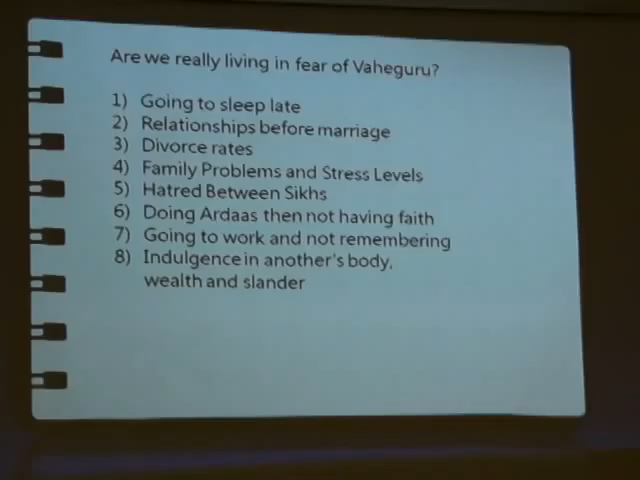 Are we really living in fear of Vaheguru?
1) Going to sleep late
2) Relationships before marriage
3) Divorce rates
4) Family Problems and Stress Levels
5) Hatred Between Sikhs
6) Doing Ardaas then not having faith
7) Going to work and not remembering
8) Indulgence in another's body,
wealth and slander